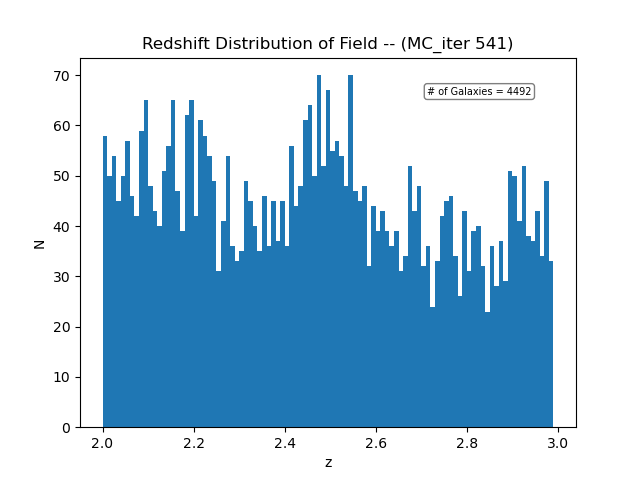 Redshift Distribution of Field -- (MC_iter 541)
# of Galaxies = 4492
70
60
50
40
30
20
10
0
N
2.0 2.2 2.4 2.6 2.8 3.0
z